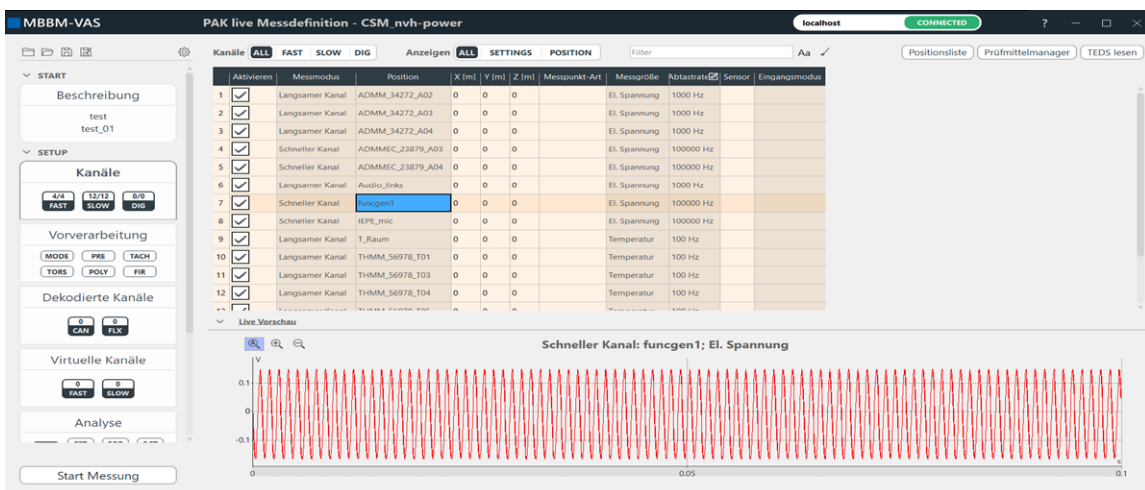 MBBM-VAS PAK live Messdefinition - CSM_nvh-power localhost CONNECTED ?
Kanäle ALL FAST SLOW DIG Anzeigen ALL SETTINGS POSITION Filter Aa Positionsliste Prüfmittelmanager TEDS lesen
START
Beschreibung
test
test_01
SETUP
Kanäle
4/4 FAST 12/12 SLOW 0/0 DIG
Vorverarbeitung
MODE PRE TACH
TORS POLY FIR
Dekodierte Kanäle
0 CAN 0 FLX
Virtuelle Kanäle
0 FAST 0 SLOW
Analyse
Start Messung
Aktivieren Messmodus Position X [m] Y [m] Z [m] Messpunkt-Art Messgröße Abtastrate Sensor Eingangsmodus
1 Langsamer Kanal ADMM_34272_A02 0 0 0 El. Spannung 1000 Hz
2 Langsamer Kanal ADMM_34272_A03 0 0 0 El. Spannung 1000 Hz
3 Langsamer Kanal ADMM_34272_A04 0 0 0 El. Spannung 1000 Hz
4 Schneller Kanal ADMMEC_23879_A03 0 0 0 El. Spannung 100000 Hz
5 Schneller Kanal ADMMEC_23879_A04 0 0 0 El. Spannung 100000 Hz
6 Langsamer Kanal Audio_links 0 0 0 El. Spannung 1000 Hz
7 Schneller Kanal funcgen1 0 0 0 El. Spannung 100000 Hz
8 Schneller Kanal IEPE_mic 0 0 0 El. Spannung 100000 Hz
9 Langsamer Kanal T_Raum 0 0 0 Temperatur 100 Hz
10 Langsamer Kanal THMM_56978_T01 0 0 0 Temperatur 100 Hz
11 Langsamer Kanal THMM_56978_T03 0 0 0 Temperatur 100 Hz
12 Langsamer Kanal THMM_56978_T04 0 0 0 Temperatur 100 Hz
Live Vorschau
Schneller Kanal: funcgen1; El. Spannung
V
0.1
0
-0.1
0 0.05 0.1